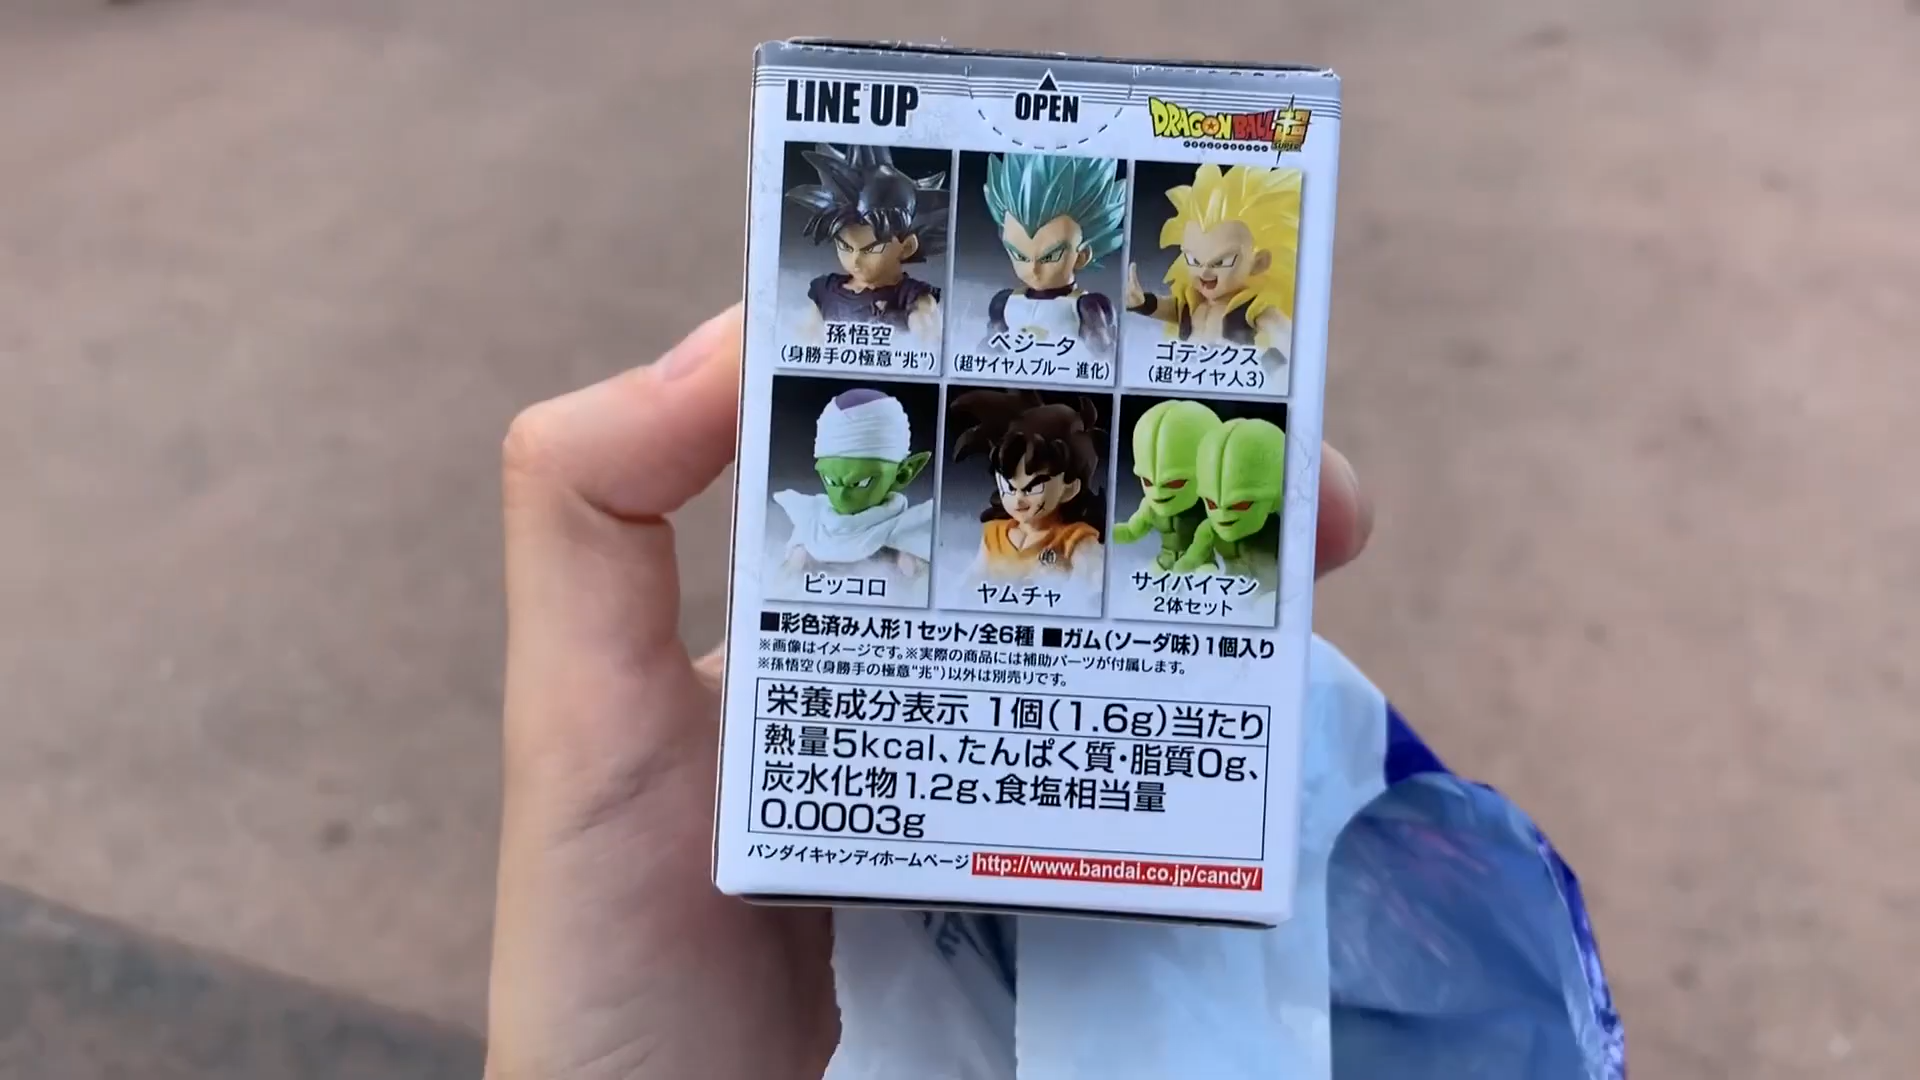 LINE UP
OPEN
DRAGON BALL超
SUPER
孫悟空
(身勝手の極意“兆”)
ベジータ
(超サイヤ人ブルー 進化)
ゴテンクス
(超サイヤ人3)
ピッコロ
ヤムチャ
サイバイマン
2体セット
■彩色済み人形1セット/全6種 ■ガム(ソーダ味)1個入り
※画像はイメージです。※実際の商品には補助パーツが付属します。
※孫悟空(身勝手の極意“兆”)以外は別売りです。
栄養成分表示 1個(1.6g)当たり
熱量5kcal、たんぱく質・脂質0g、
炭水化物1.2g、食塩相当量
0.0003g
バンダイキャンディホームページ http://www.bandai.co.jp/candy/